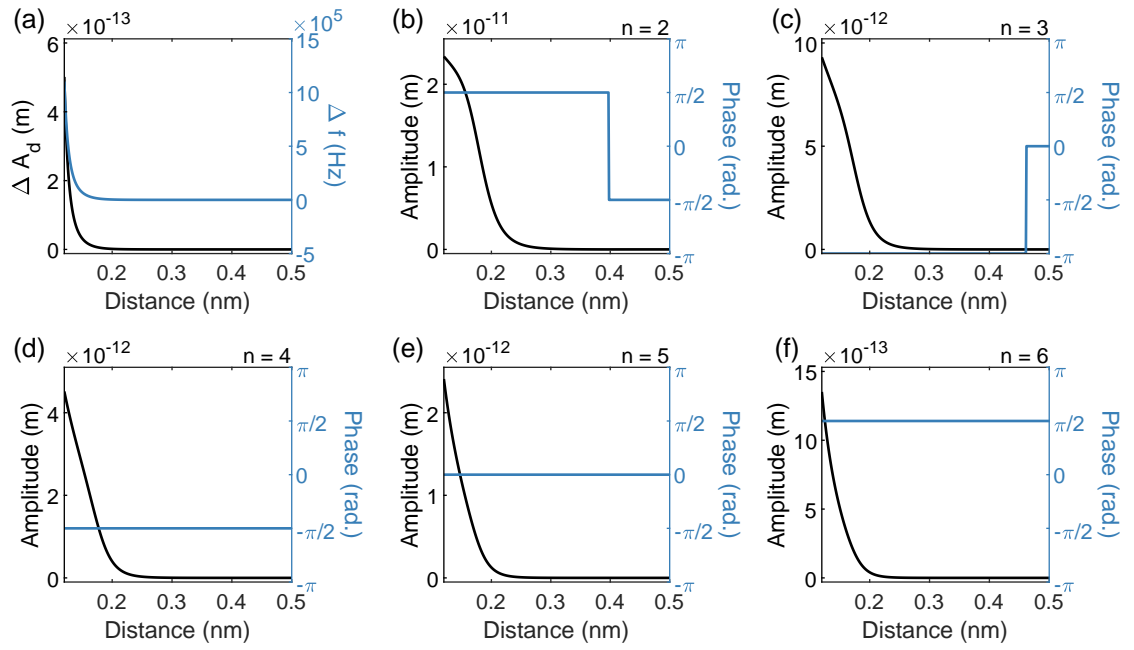 (a)
×10⁻¹³
×10⁵
6
4
2
0
Δ A_d (m)
15
10
5
0
-5
Δ f (Hz)
0.2 0.3 0.4 0.5
Distance (nm)
(b)
×10⁻¹¹
n = 2
2
1
0
Amplitude (m)
π
π/2
0
-π/2
-π
Phase (rad.)
0.2 0.3 0.4 0.5
Distance (nm)
(c)
×10⁻¹²
n = 3
10
5
0
Amplitude (m)
π
π/2
0
-π/2
-π
Phase (rad.)
0.2 0.3 0.4 0.5
Distance (nm)
(d)
×10⁻¹²
n = 4
4
2
0
Amplitude (m)
π
π/2
0
-π/2
-π
Phase (rad.)
0.2 0.3 0.4 0.5
Distance (nm)
(e)
×10⁻¹²
n = 5
2
1
0
Amplitude (m)
π
π/2
0
-π/2
-π
Phase (rad.)
0.2 0.3 0.4 0.5
Distance (nm)
(f)
×10⁻¹³
n = 6
15
10
5
0
Amplitude (m)
π
π/2
0
-π/2
-π
Phase (rad.)
0.2 0.3 0.4 0.5
Distance (nm)